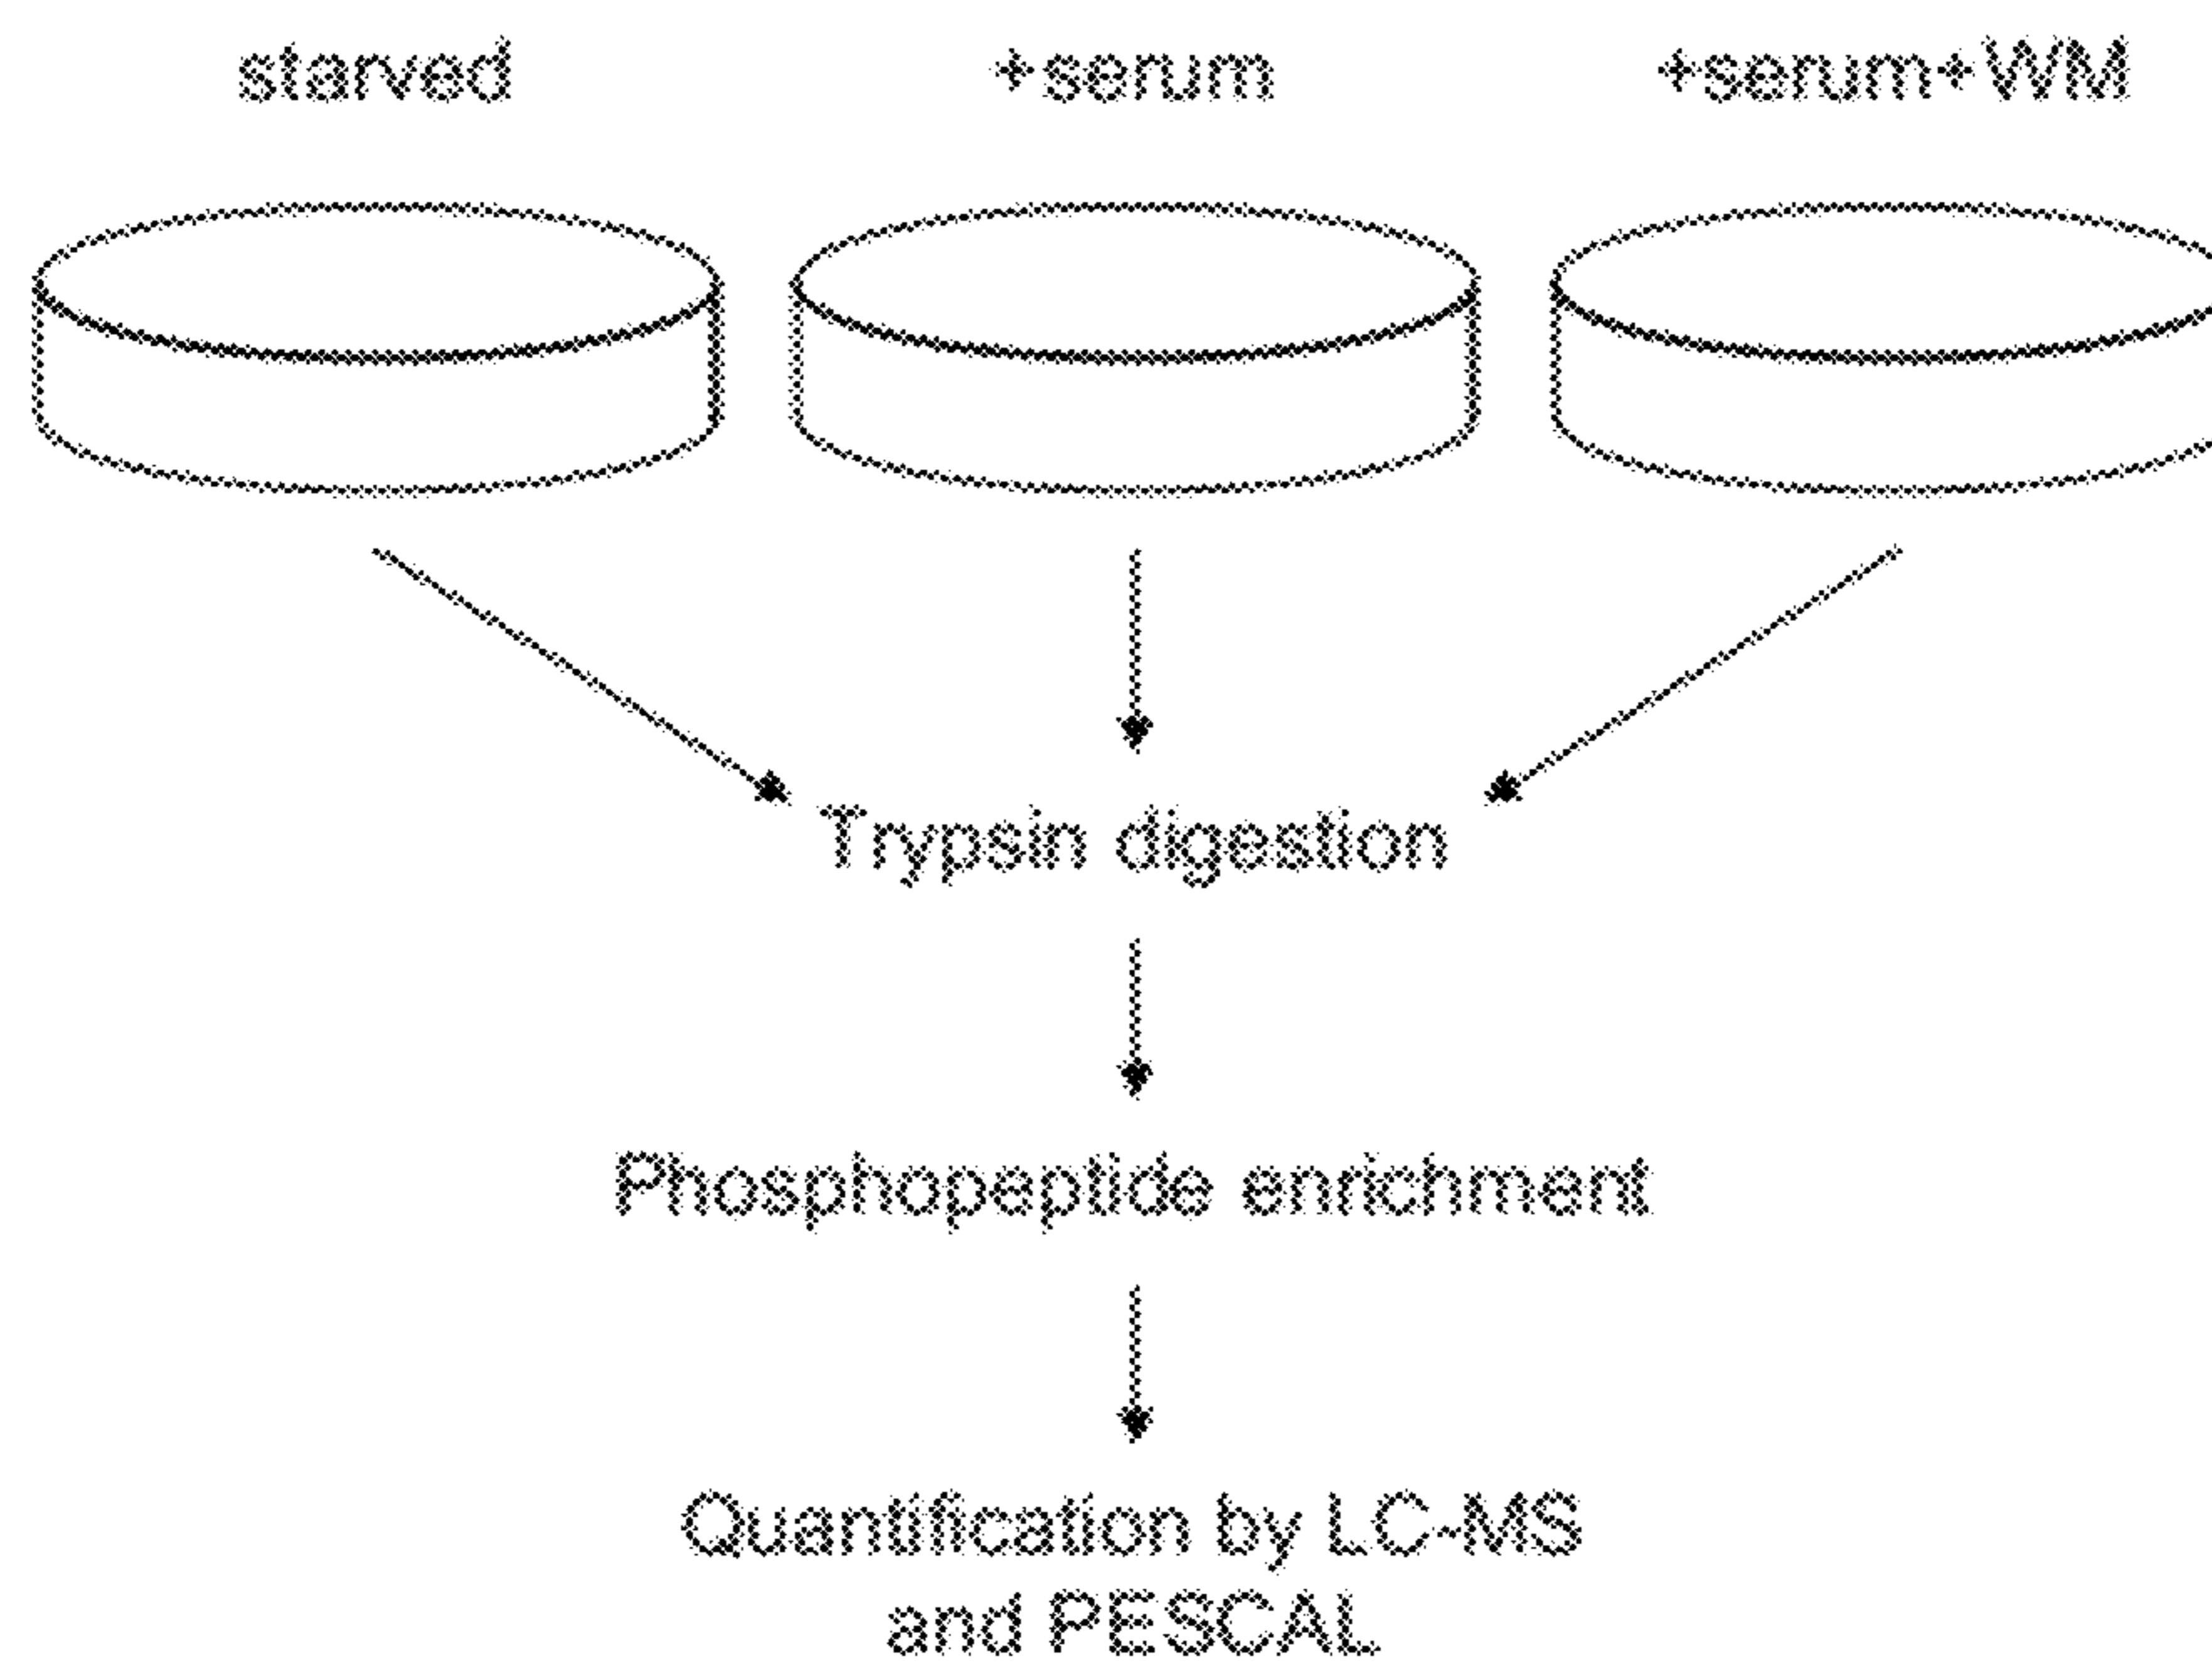 starved
+serum
+serum+WM
Trypsin digestion
Phosphopeptide enrichment
Quantification by LC-MS
and PESCAL